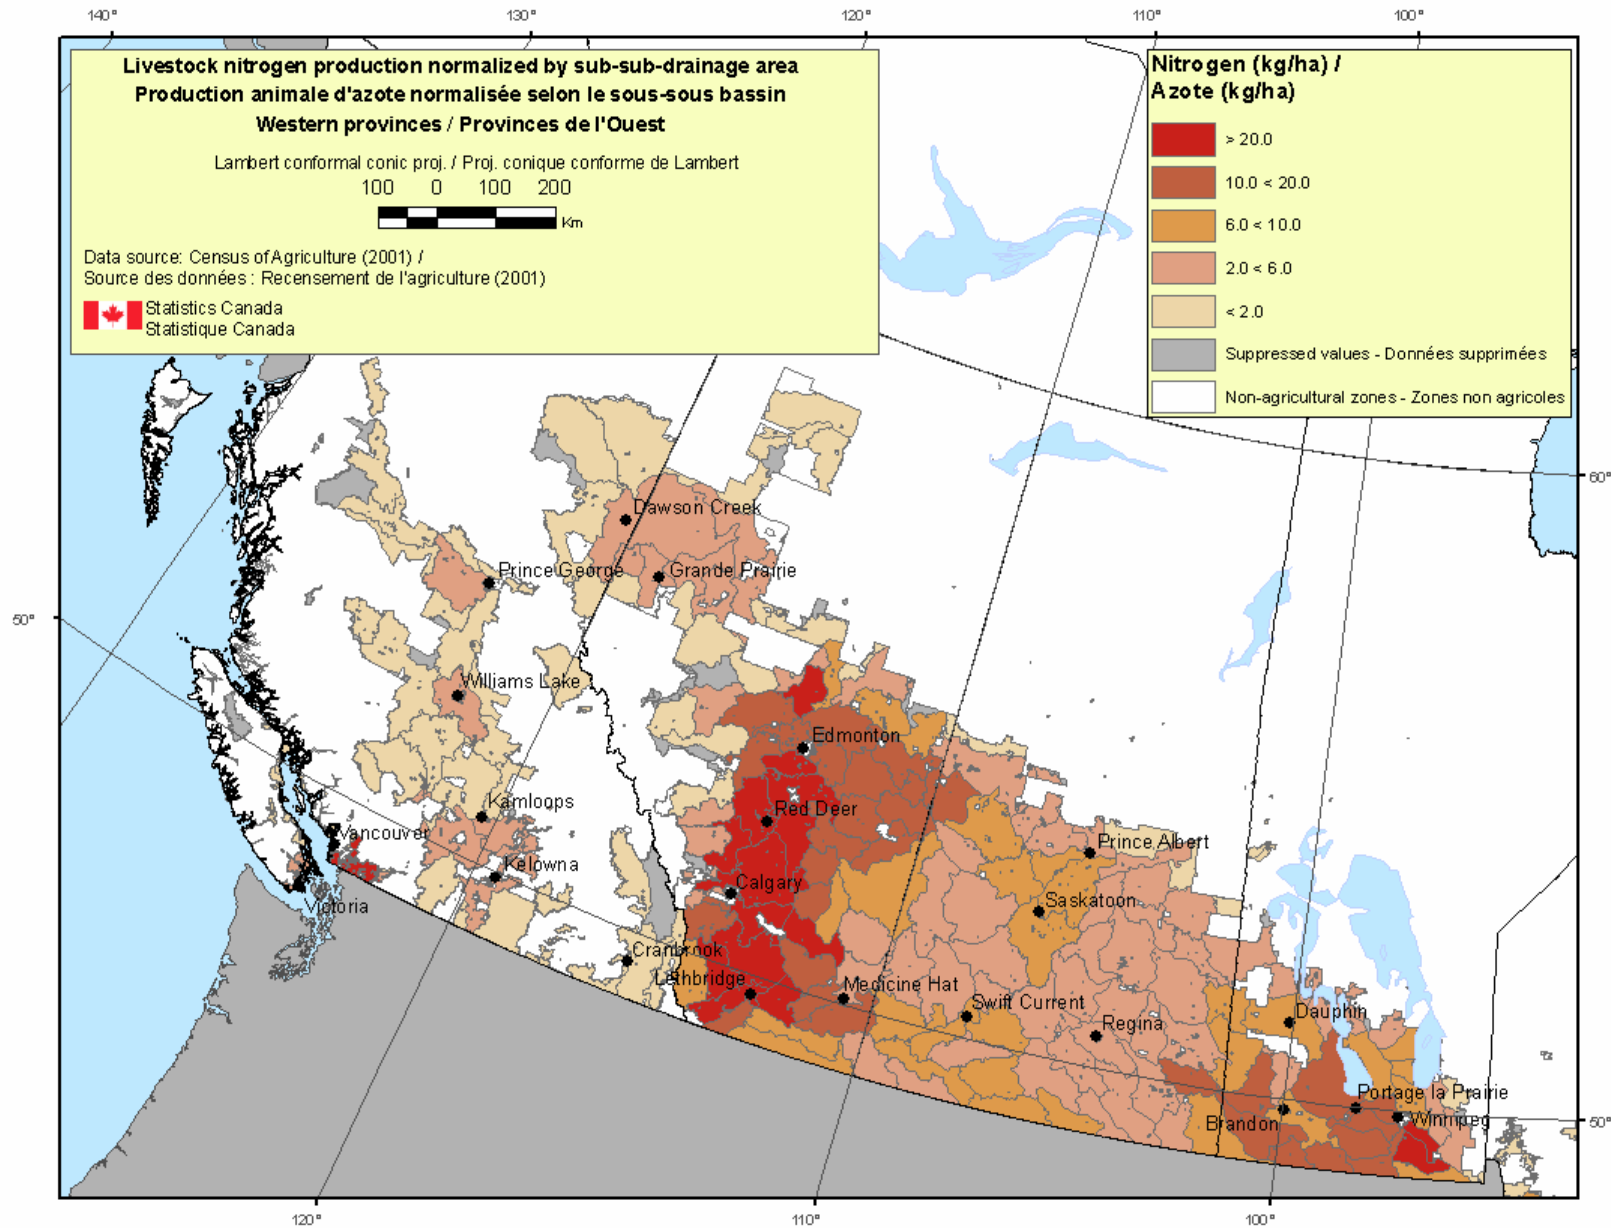 140°
130°
120°
110°
100°
Livestock nitrogen production normalized by sub-sub-drainage area
Production animale d'azote normalisée selon le sous-sous bassin
Western provinces / Provinces de l'Ouest
Lambert conformal conic proj. / Proj. conique conforme de Lambert
100 0 100 200
Km
Data source: Census of Agriculture (2001) /
Source des données : Recensement de l'agriculture (2001)
Statistics Canada
Statistique Canada
Nitrogen (kg/ha) /
Azote (kg/ha)
> 20.0
10.0 < 20.0
6.0 < 10.0
2.0 < 6.0
< 2.0
Suppressed values - Données supprimées
Non-agricultural zones - Zones non agricoles
60°
Dawson Creek
Prince George
Grande Prairie
50°
Williams Lake
Edmonton
Kamloops
Red Deer
Vancouver
Prince Albert
Kelowna
Calgary
Saskatoon
Victoria
Cranbrook
Lethbridge
Medicine Hat
Swift Current
Dauphin
Regina
Portage la Prairie
Brandon
Winnipeg
50°
120°
110°
100°